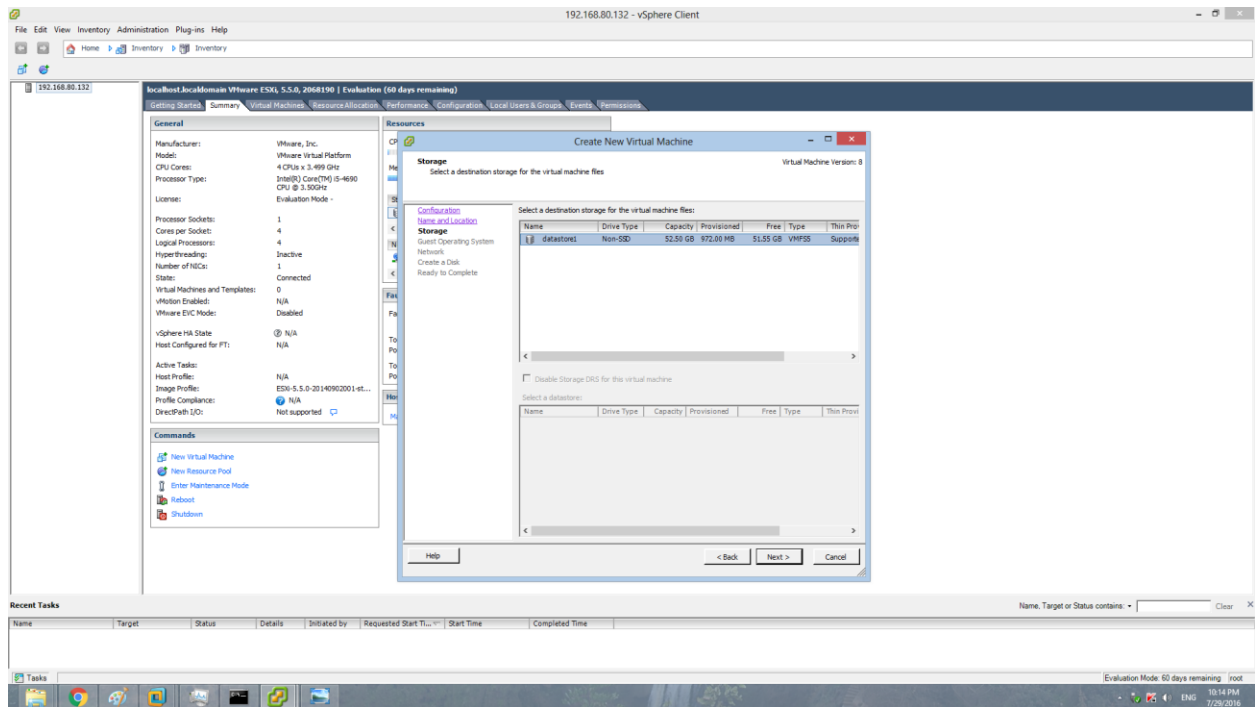 192.168.80.132 - vSphere Client
File Edit View Inventory Administration Plug-ins Help
Home Inventory Inventory
192.168.80.132
localhost.localdomain VMware ESXi, 5.5.0, 2068190 | Evaluation (60 days remaining)
Getting Started Summary Virtual Machines Resource Allocation Performance Configuration Local Users & Groups Events Permissions
General
Manufacturer: VMware, Inc.
Model: VMware Virtual Platform
CPU Cores: 4 CPUs x 3.499 GHz
Processor Type: Intel(R) Core(TM) i5-4690
CPU @ 3.50GHz
License: Evaluation Mode -
Processor Sockets: 1
Cores per Socket: 4
Logical Processors: 4
Hyperthreading: Inactive
Number of NICs: 1
State: Connected
Virtual Machines and Templates: 0
vMotion Enabled: N/A
VMware EVC Mode: Disabled
vSphere HA State N/A
Host Configured for FT: N/A
Active Tasks:
Host Profile: N/A
Image Profile: ESXi-5.5.0-20140902001-st...
Profile Compliance: N/A
DirectPath I/O: Not supported
Commands
New Virtual Machine
New Resource Pool
Enter Maintenance Mode
Reboot
Shutdown
Resources
CP
Me
Fa
To
Po
To
Po
Create New Virtual Machine
Storage
Select a destination storage for the virtual machine files
Virtual Machine Version: 8
Configuration
Name and Location
Storage
Guest Operating System
Network
Create a Disk
Ready to Complete
Select a destination storage for the virtual machine files:
Name Drive Type Capacity Provisioned Free Type Thin Pro
datastore1 Non-SSD 52.50 GB 972.00 MB 51.55 GB VMFS5 Supporte
Disable Storage DRS for this virtual machine
Select a datastore:
Name Drive Type Capacity Provisioned Free Type Thin Provi
Help < Back Next > Cancel
Recent Tasks
Name, Target or Status contains: Clear
Name Target Status Details Initiated by Requested Start Ti... Start Time Completed Time
Tasks
Evaluation Mode: 60 days remaining root
ENG
10:14 PM
7/29/2016